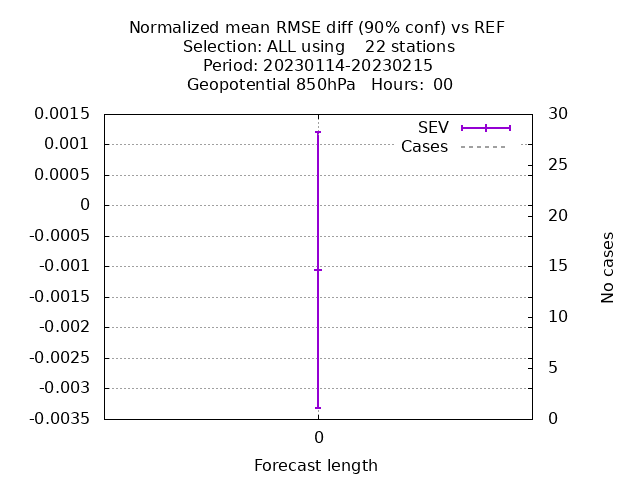 Normalized mean RMSE diff (90% conf) vs REF
Selection: ALL using    22 stations
Period: 20230114-20230215
Geopotential 850hPa   Hours:  00
0.0015
0.001
0.0005
0
-0.0005
-0.001
-0.0015
-0.002
-0.0025
-0.003
-0.0035
SEV
Cases
30
25
20
15
10
5
0
No cases
0
Forecast length